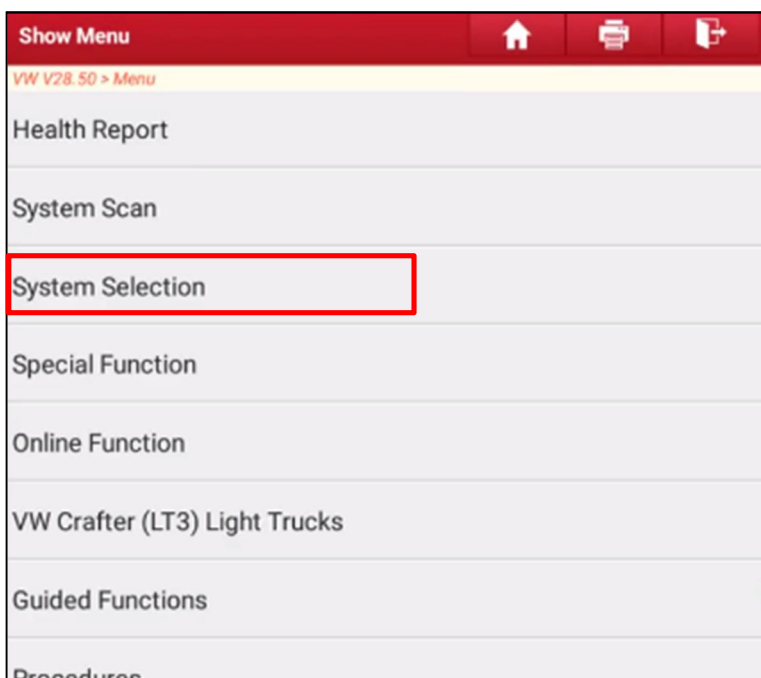 Show Menu
VW V28.50 > Menu
Health Report
System Scan
System Selection
Special Function
Online Function
VW Crafter (LT3) Light Trucks
Guided Functions
Procedures